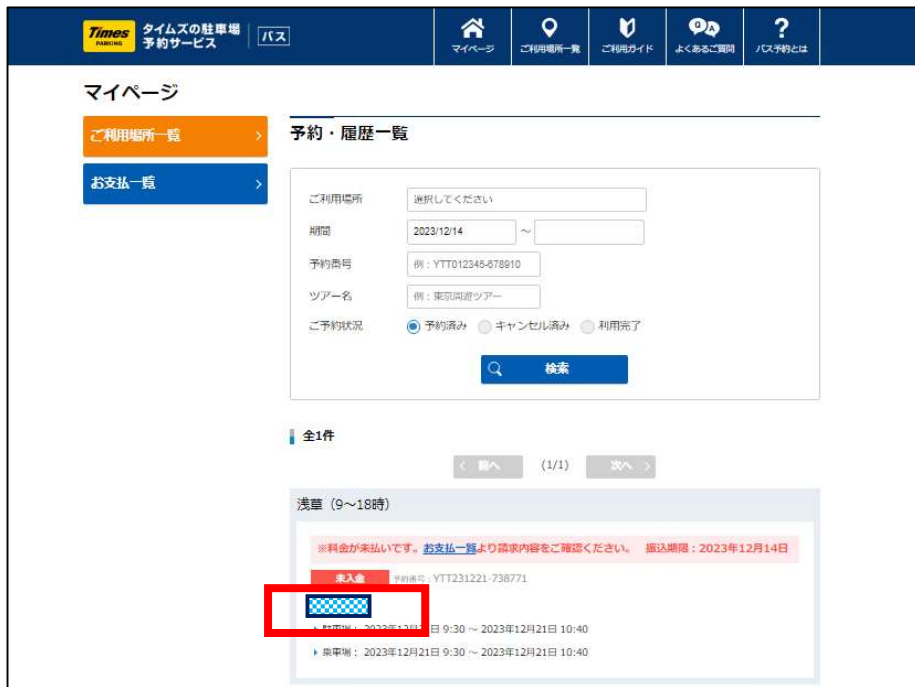 Times PARKING タイムズの駐車場 予約サービス バス
マイページ
ご利用場所一覧
ご利用ガイド
よくあるご質問
バス予約とは
マイページ
ご利用場所一覧
お支払一覧
予約・履歴一覧
ご利用場所 選択してください
期間 2023/12/14 ～
予約番号 例：YTT012345-678910
ツアー名 例：東京周遊ツアー
ご予約状況 予約済み キャンセル済み 利用完了
検索
全1件
前へ (1/1) 次へ
浅草（9～18時）
※料金が未払いです。お支払一覧より請求内容をご確認ください。 振込期限：2023年12月14日
未入金 予約番号：YTT231221-738771
駐車場： 2023年12月21日 9:30 ～ 2023年12月21日 10:40
乗車場： 2023年12月21日 9:30 ～ 2023年12月21日 10:40